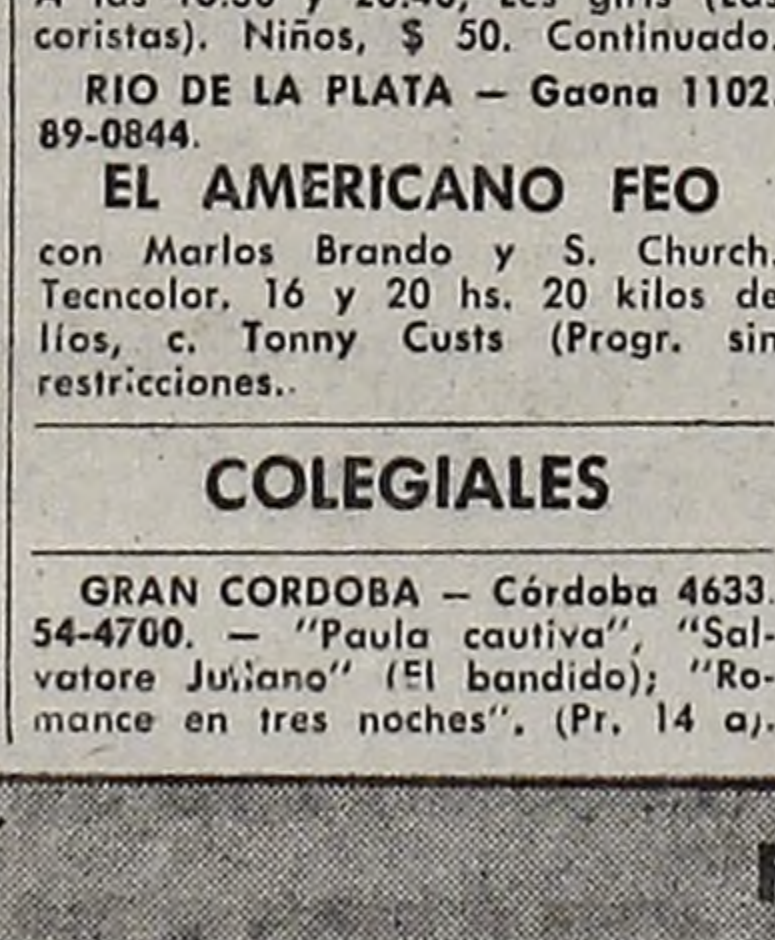 coristas). Niños, $ 50. Continuado.
RIO DE LA PLATA — Gaona 1102
89-0844.
EL AMERICANO FEO
con Marlos Brando y S. Church.
Tecncolor. 16 y 20 hs. 20 kilos de
líos, c. Tonny Custs (Progr. sin
restricciones..
COLEGIALES
GRAN CORDOBA — Córdoba 4633.
54-4700. — "Paula cautiva", "Sal-
vatore Juliano" (El bandido); "Ro-
mance en tres noches". (Pr. 14 a).